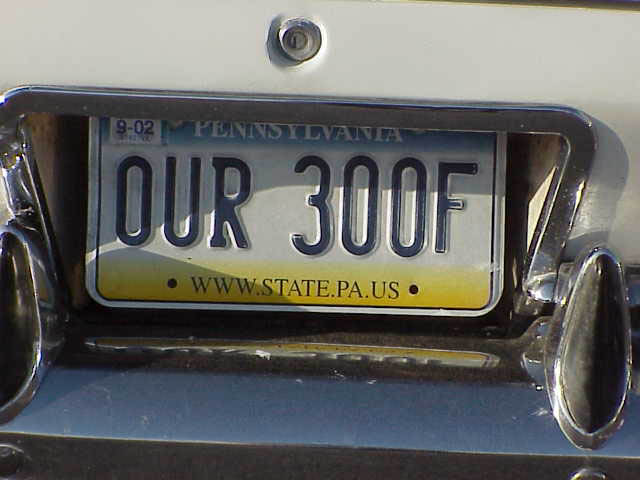 9-02
PENNSYLVANIA
OUR 300F
• WWW.STATE.PA.US •